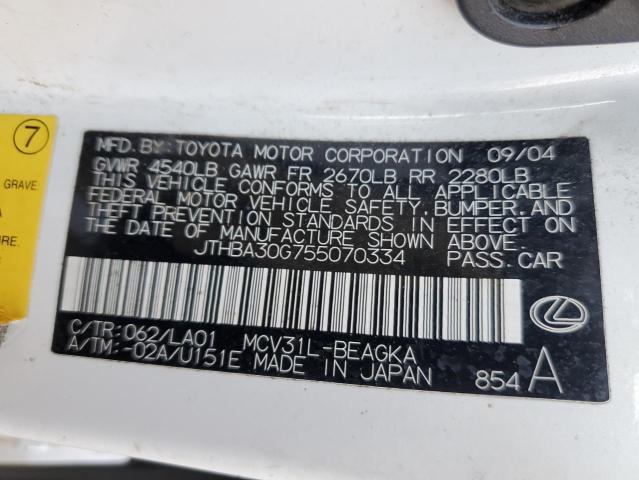 7
GRAVE:
URE.
MFD. BY: TOYOTA MOTOR CORPORATION 09/04
GVWR 4540LB GAWR FR 2670LB RR 2280LB
THIS VEHICLE CONFORMS TO ALL APPLICABLE
FEDERAL MOTOR VEHICLE SAFETY, BUMPER, AND
THEFT PREVENTION STANDARDS IN EFFECT ON
THE DATE OF MANUFACTURE SHOWN ABOVE.
JTHBA30G755070334 PASS. CAR
C/TR:062/LA01 MCV31L-BEAGKA
A/TM:-02A/U151E MADE IN JAPAN 854 A